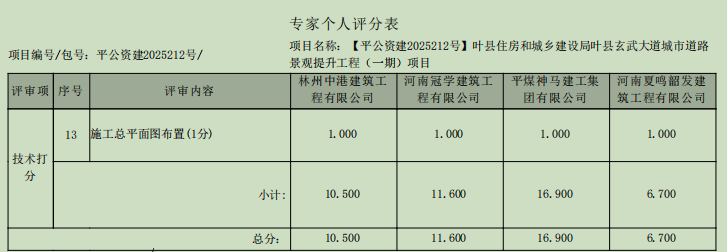 专家个人评分表
项目编号/包号：平公资建2025212号/
项目名称：【平公资建2025212号】叶县住房和城乡建设局叶县玄武大道城市道路
景观提升工程（一期）项目
评审项 序号 评审内容 林州中港建筑工程有限公司 河南冠学建筑工程有限公司 平煤神马建工集团有限公司 河南夏鸣韶发建筑工程有限公司
13 施工总平面图布置(1分) 1.000 1.000 1.000 1.000
技术打分
小计: 10.500 11.600 16.900 6.700
总分： 10.500 11.600 16.900 6.700